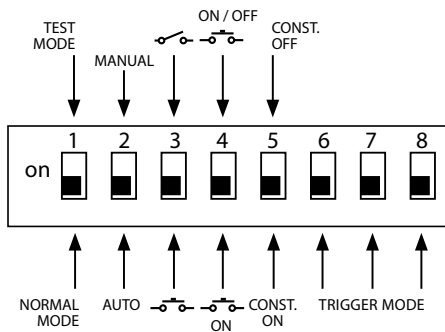 ON / OFF
TEST
MODE
CONST.
OFF
MANUAL
1 2 3 4 5 6 7 8
on
NORMAL
MODE
AUTO
ON
CONST.
ON
TRIGGER MODE